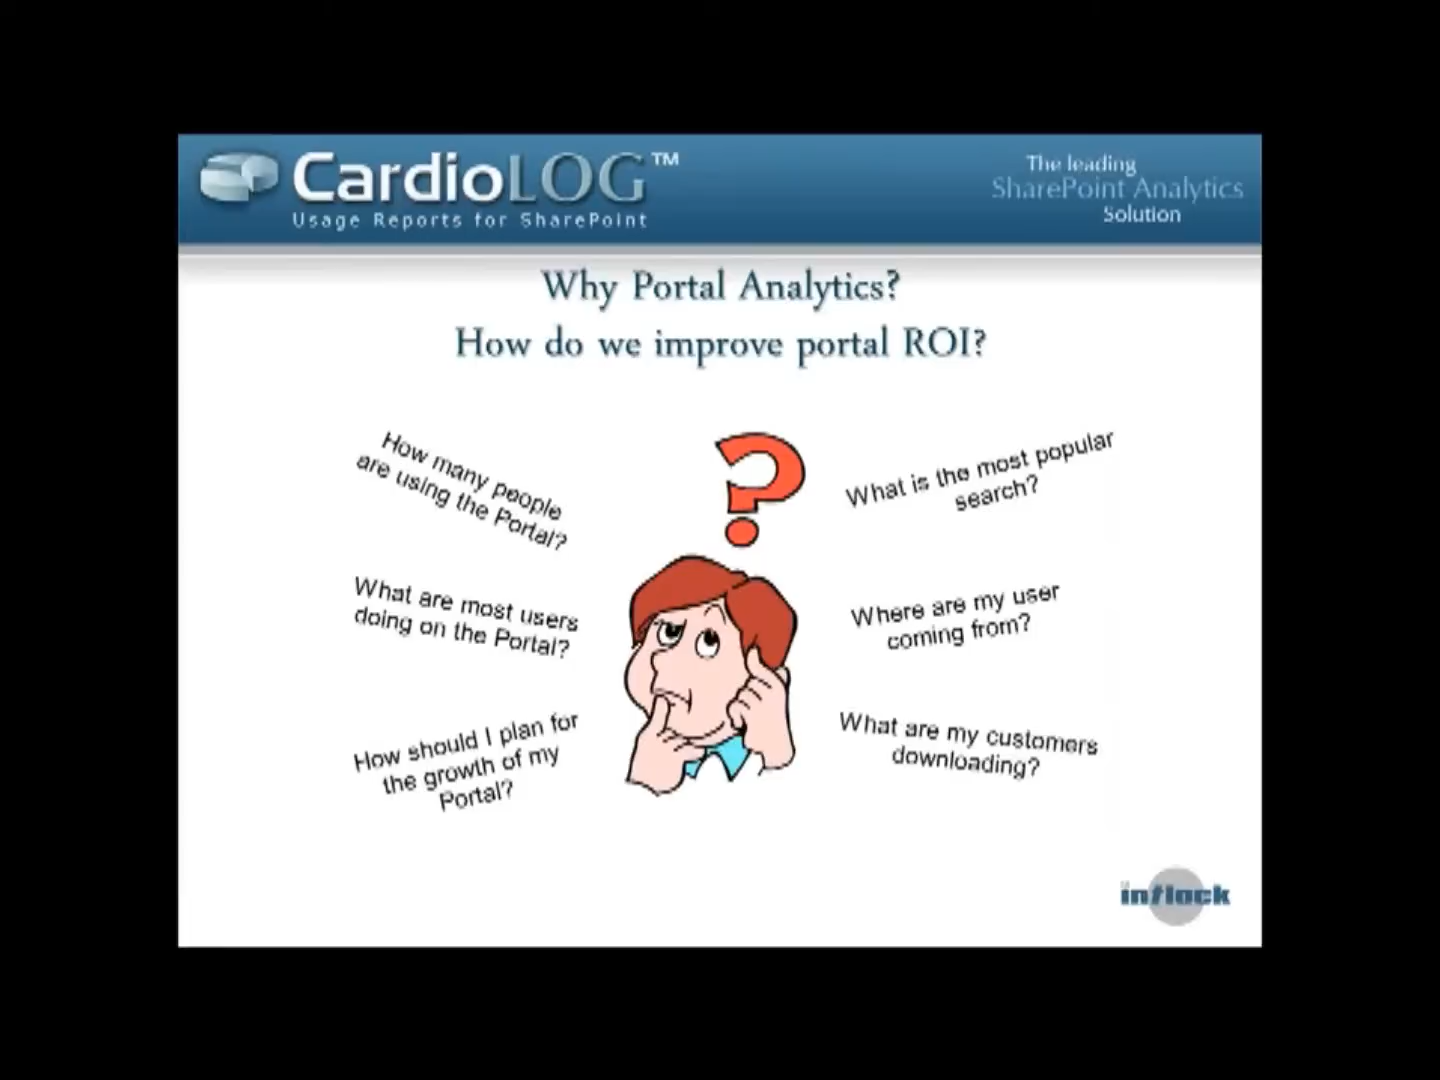 CardioLOG™
Usage Reports for SharePoint
The leading
SharePoint Analytics
Solution
Why Portal Analytics?
How do we improve portal ROI?
How many people
are using the Portal?
What are most users
doing on the Portal?
How should I plan for
the growth of my
Portal?
?
What is the most popular
search?
Where are my user
coming from?
What are my customers
downloading?
intlock